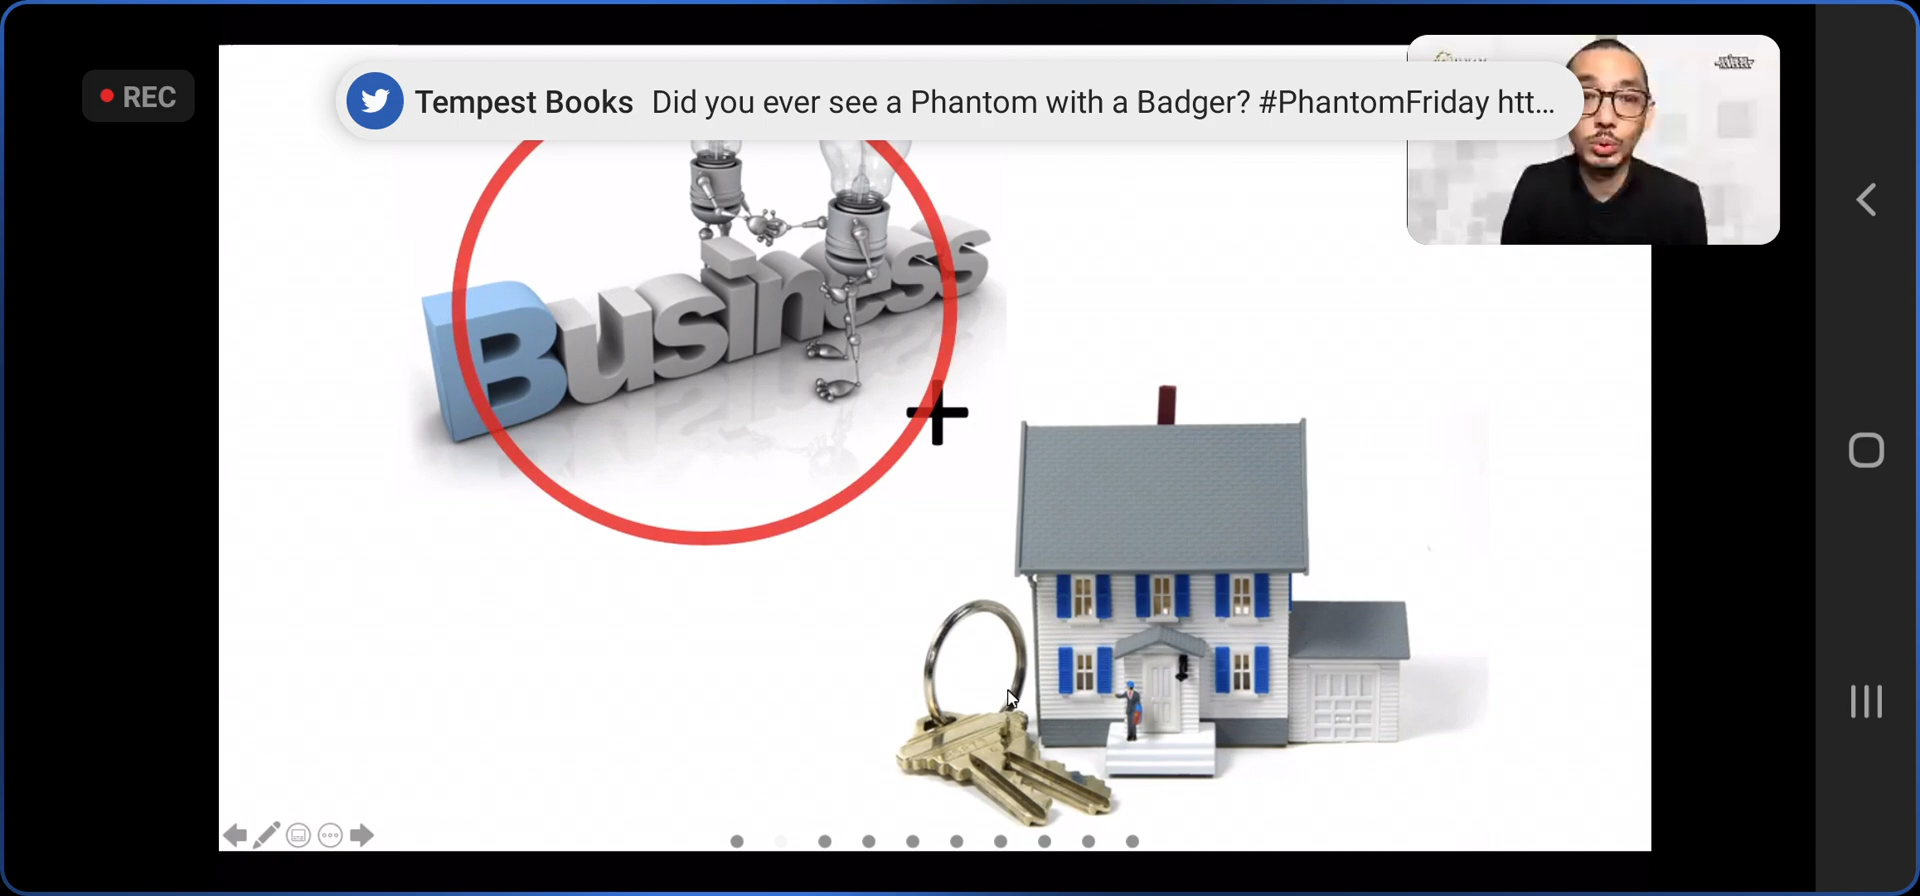 REC
Tempest Books Did you ever see a Phantom with a Badger? #PhantomFriday htt...
Business